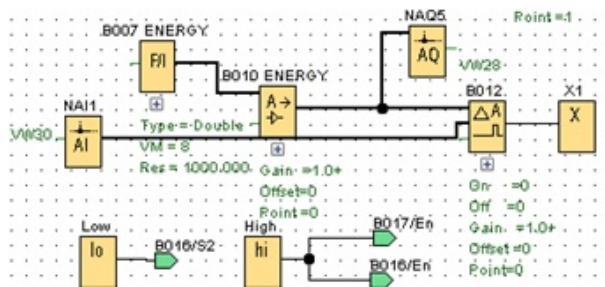 NAQ5
Point=1
B007 ENERGY
F/I
AQ
VW28
B010 ENERGY
A→
B012
X1
NAI1
ΔA
X
VW30
AI
Type = Double
VM = 8
Res = 1000.000
Gain =1.0+
Offset=0
Point =0
On =0
Off =0
Gain =1.0+
Offset =0
Point=0
Low
lo
B016/S2
High
hi
B017/En
B016/En